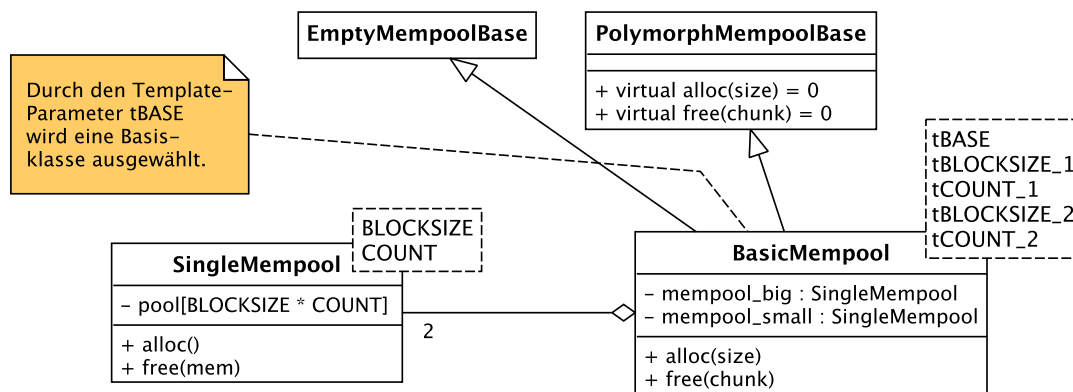 EmptyMempoolBase
PolymorphMempoolBase
+ virtual alloc(size) = 0
+ virtual free(chunk) = 0
Durch den Template-
Parameter tBASE
wird eine Basis-
klasse ausgewählt.
tBASE
tBLOCKSIZE_1
tCOUNT_1
tBLOCKSIZE_2
tCOUNT_2
BLOCKSIZE
COUNT
SingleMempool
- pool[BLOCKSIZE * COUNT]
+ alloc()
+ free(mem)
2
BasicMempool
- mempool_big : SingleMempool
- mempool_small : SingleMempool
+ alloc(size)
+ free(chunk)